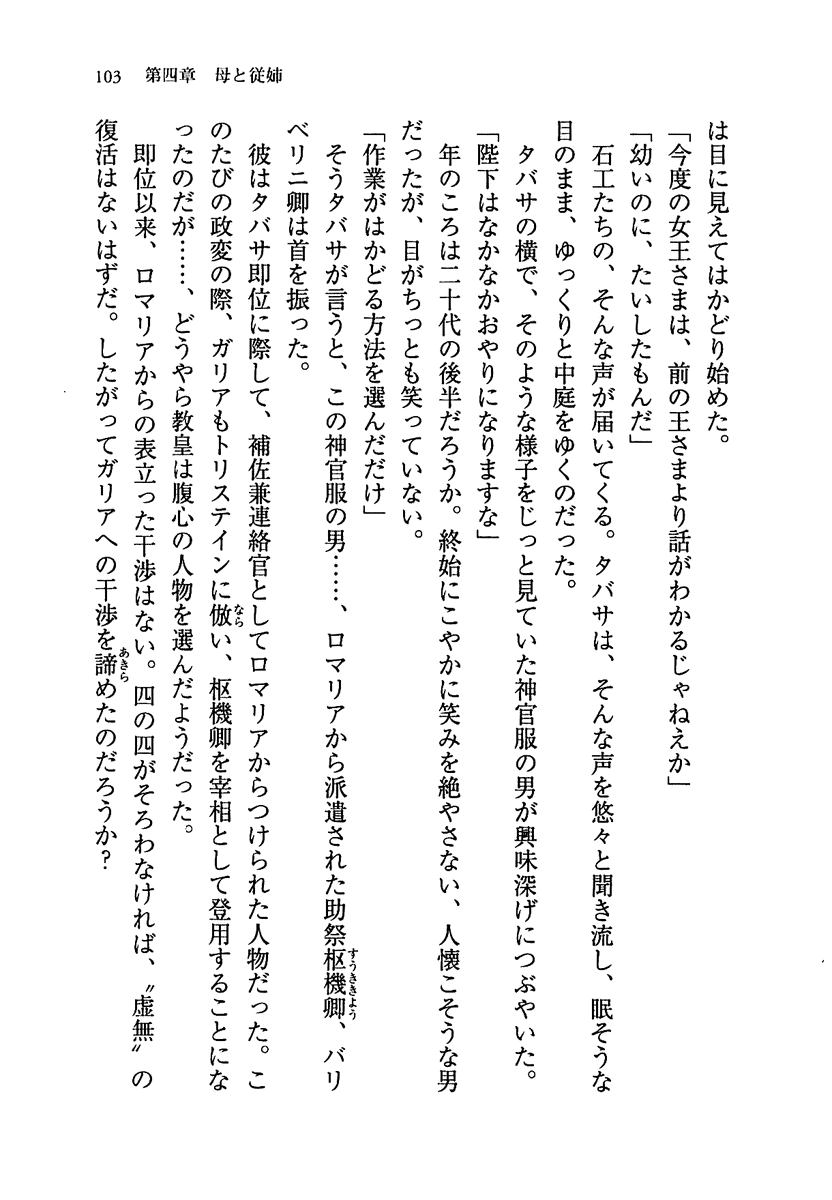 103　第四章　母と従姉
は目に見えてはかどり始めた。
「今度の女王さまは、前の王さまより話がわかるじゃねえか」
「幼いのに、たいしたもんだ」
　石工たちの、そんな声が届いてくる。タバサは、そんな声を悠々と聞き流し、眠そうな
目のまま、ゆっくりと中庭をゆくのだった。
　タバサの横で、そのような様子をじっと見ていた神官服の男が興味深げにつぶやいた。
「陛下はなかなかおやりになりますな」
　年のころは二十代の後半だろうか。終始にこやかに笑みを絶やさない、人懐こそうな男
だったが、目がちっとも笑っていない。
「作業がはかどる方法を選んだだけ」
　そうタバサが言うと、この神官服の男……、ロマリアから派遣された助祭枢機卿、バリ
ベリニ卿は首を振った。
　彼はタバサ即位に際して、補佐兼連絡官としてロマリアからつけられた人物だった。こ
のたびの政変の際、ガリアもトリステインに倣い、枢機卿を宰相として登用することにな
ったのだが……、どうやら教皇は腹心の人物を選んだようだった。
　即位以来、ロマリアからの表立った干渉はない。四の四がそろわなければ、〝虚無〟の
復活はないはずだ。したがってガリアへの干渉を諦めたのだろうか？